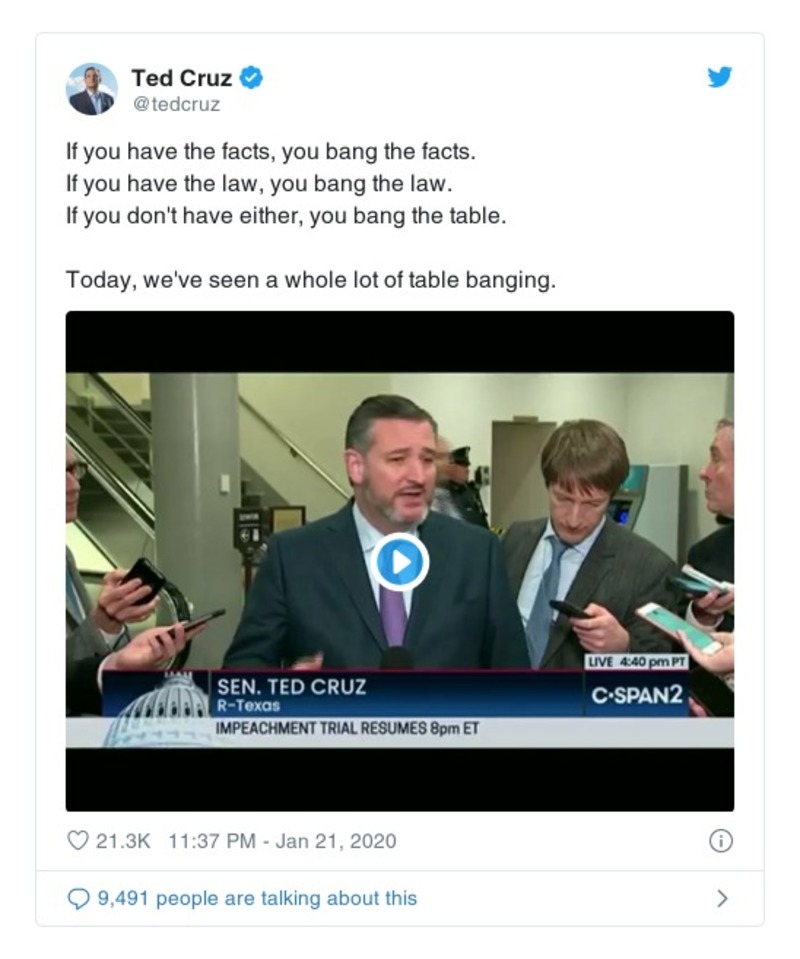 Ted Cruz
@tedcruz
If you have the facts, you bang the facts.
If you have the law, you bang the law.
If you don't have either, you bang the table.
Today, we've seen a whole lot of table banging.
LIVE 4:40 pm PT
SEN. TED CRUZ
R-Texas
C·SPAN2
IMPEACHMENT TRIAL RESUMES 8pm ET
21.3K 11:37 PM - Jan 21, 2020
9,491 people are talking about this